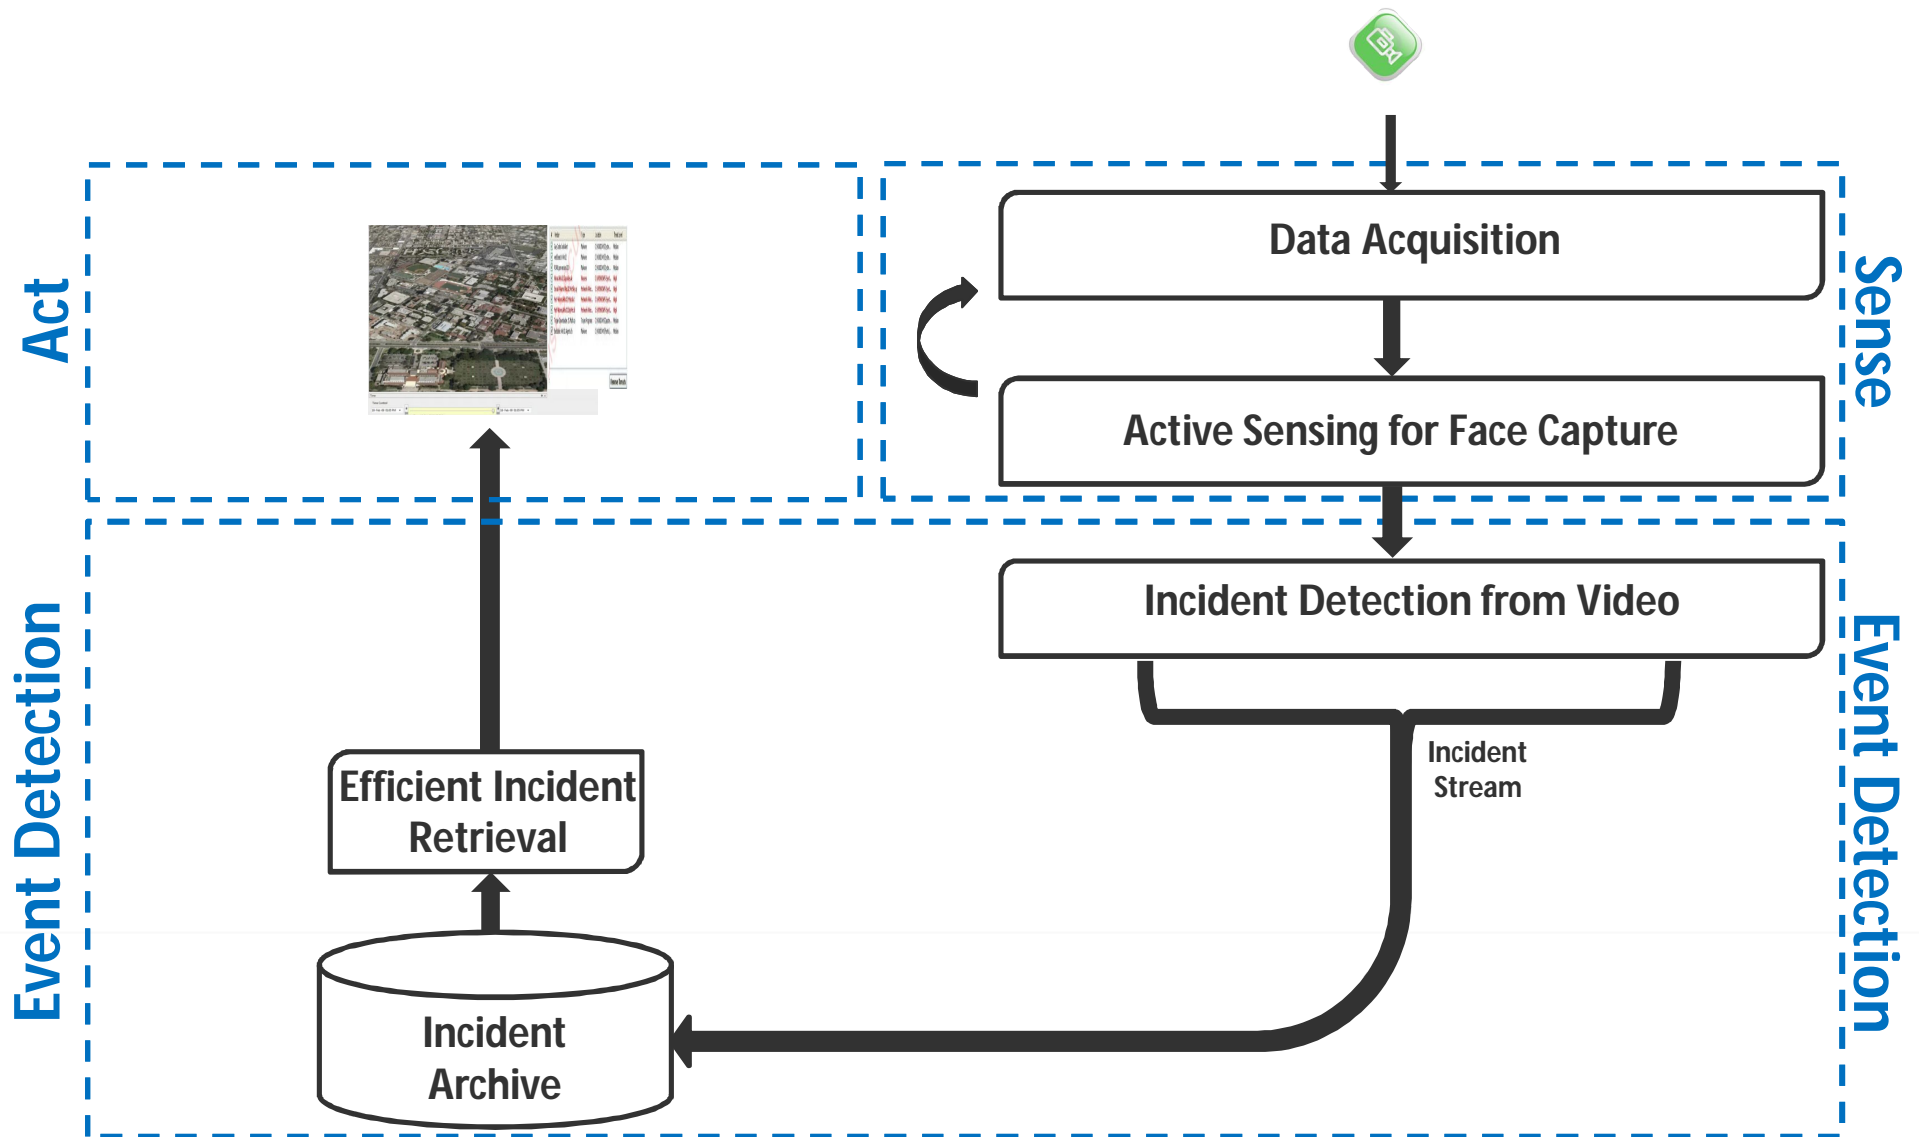 Act
Sense
Data Acquisition
Active Sensing for Face Capture
Incident Detection from Video
Incident
Stream
Event Detection
Event Detection
Efficient Incident
Retrieval
Incident
Archive